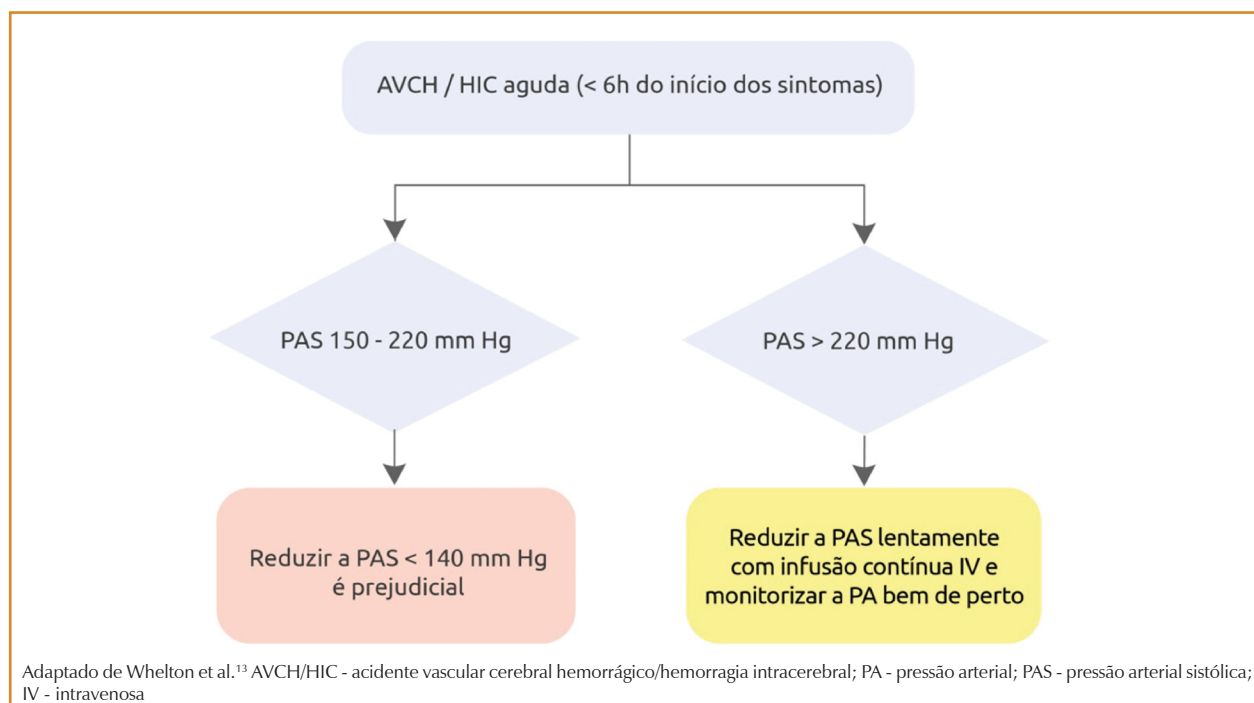 AVCH / HIC aguda (< 6h do início dos sintomas)
PAS 150 - 220 mm Hg
PAS > 220 mm Hg
Reduzir a PAS < 140 mm Hg
é prejudicial
Reduzir a PAS lentamente
com infusão contínua IV e
monitorizar a PA bem de perto
Adaptado de Whelton et al.¹³ AVCH/HIC - acidente vascular cerebral hemorrágico/hemorragia intracerebral; PA - pressão arterial; PAS - pressão arterial sistólica;
IV - intravenosa